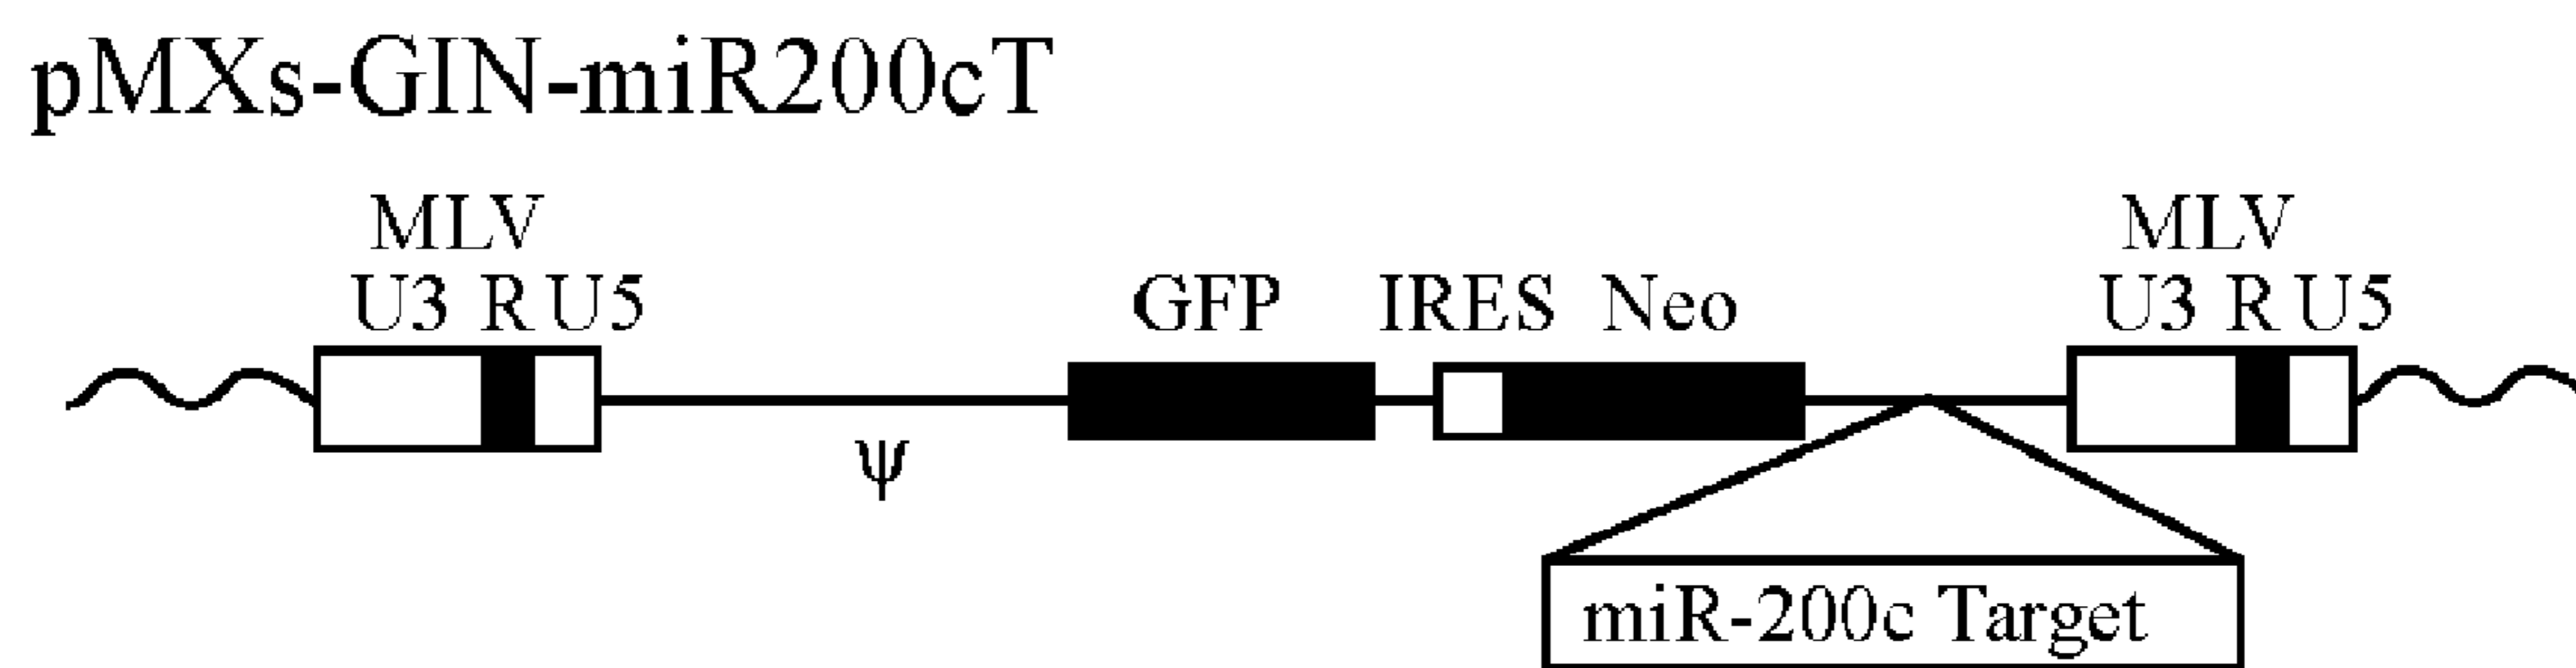 pMXs-GIN-miR200cT
MLV MLV
U3 R U5 GFP IRES Neo U3 R U5
ψ
miR-200c Target